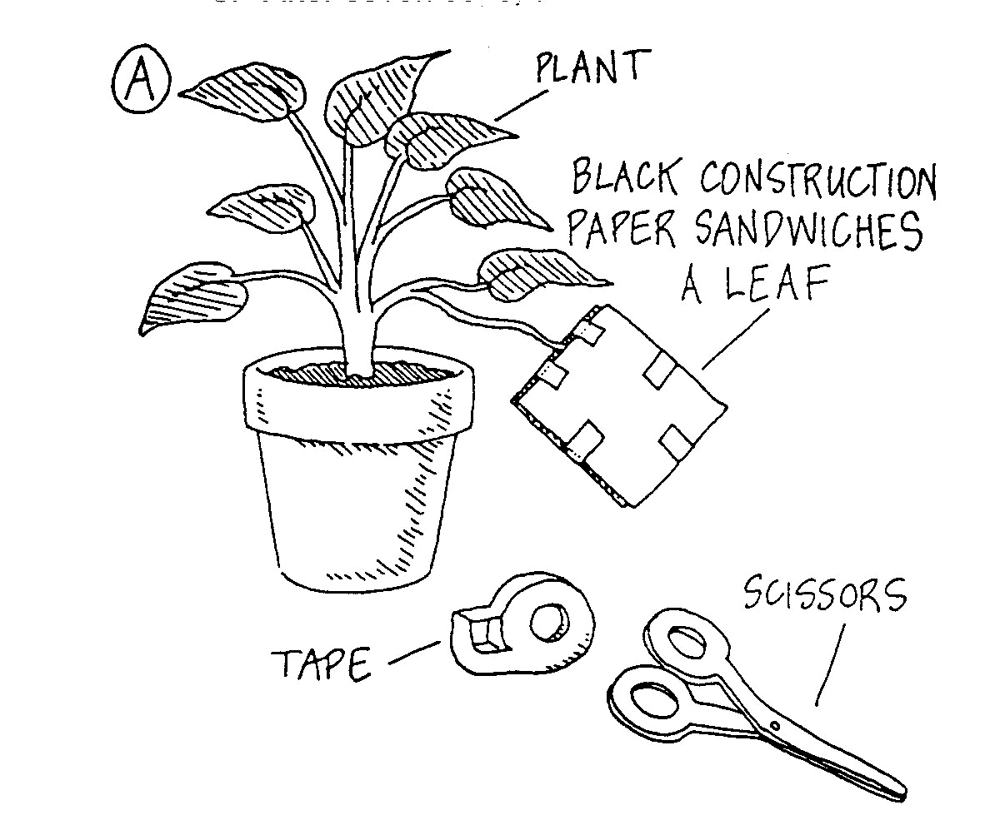 A
PLANT
BLACK CONSTRUCTION
PAPER SANDWICHES
A LEAF
SCISSORS
TAPE